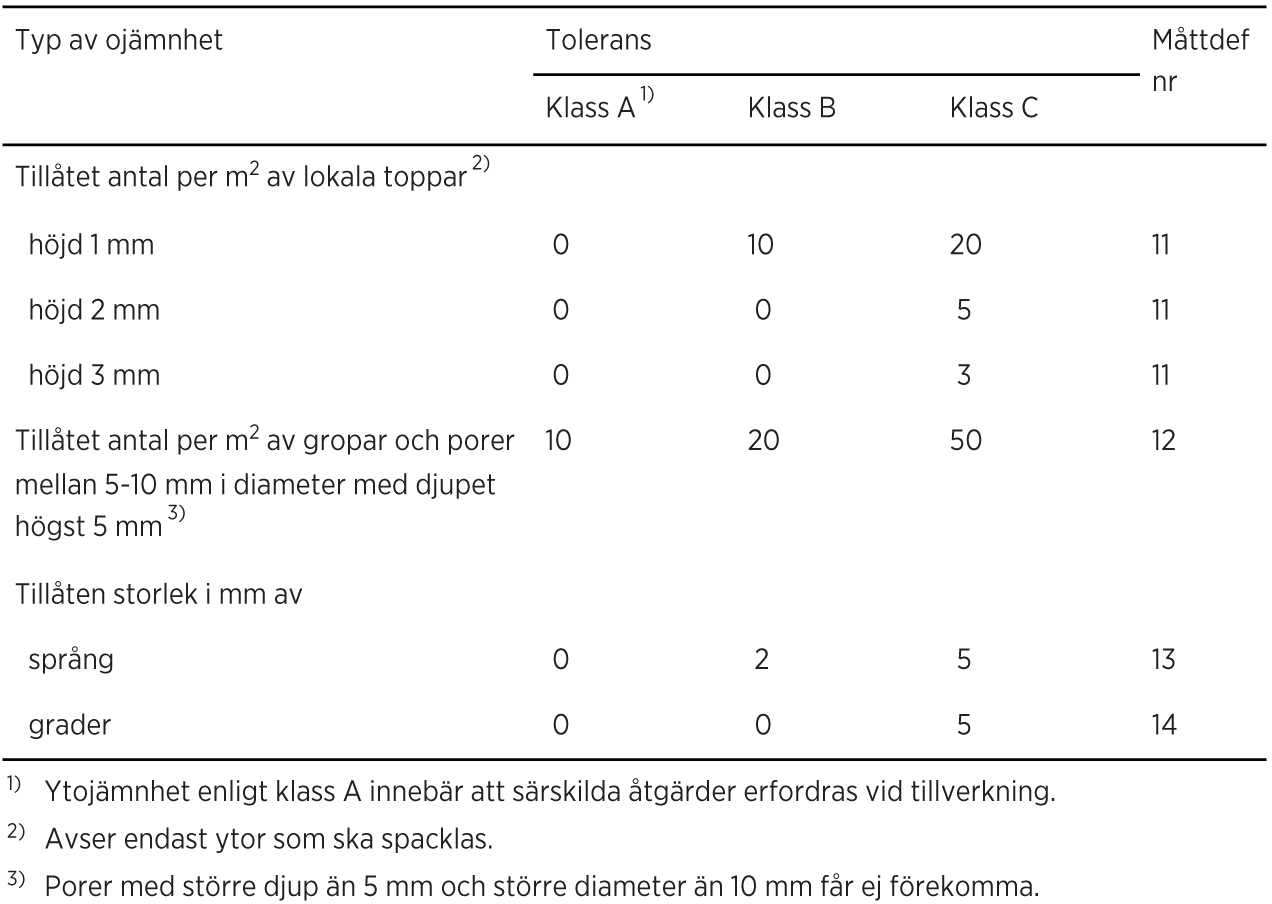 Typ av ojämnhet Tolerans Måttdef
nr
Klass A 1) Klass B Klass C
Tillåtet antal per m² av lokala toppar 2)
höjd 1 mm 0 10 20 11
höjd 2 mm 0 0 5 11
höjd 3 mm 0 0 3 11
Tillåtet antal per m² av gropar och porer 10 20 50 12
mellan 5-10 mm i diameter med djupet
högst 5 mm 3)
Tillåten storlek i mm av
språng 0 2 5 13
grader 0 0 5 14
1) Ytojämnhet enligt klass A innebär att särskilda åtgärder erfordras vid tillverkning.
2) Avser endast ytor som ska spacklas.
3) Porer med större djup än 5 mm och större diameter än 10 mm får ej förekomma.